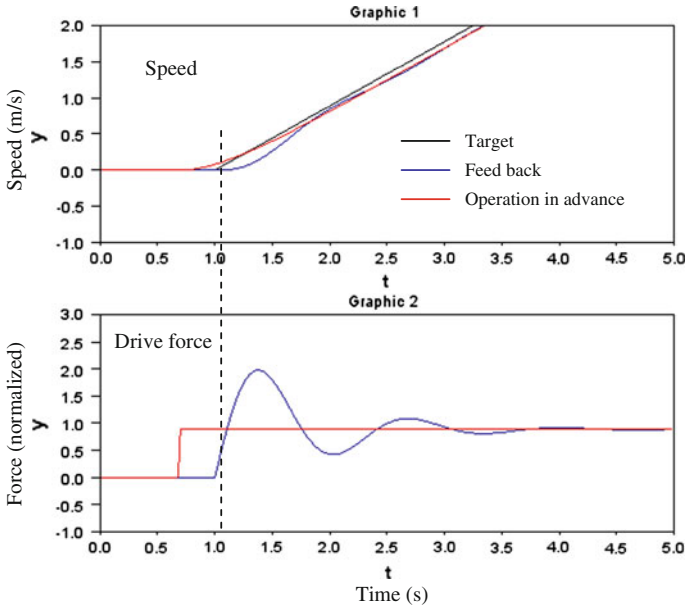 Graphic 1
Speed (m/s)
y
2.0
1.5
1.0
0.5
0.0
-0.5
-1.0
Speed
Target
Feed back
Operation in advance
0.0 0.5 1.0 1.5 2.0 2.5 3.0 3.5 4.0 4.5 5.0
t
Graphic 2
Force (normalized)
y
3.0
2.5
2.0
1.5
1.0
0.5
0.0
-0.5
-1.0
Drive force
0.0 0.5 1.0 1.5 2.0 2.5 3.0 3.5 4.0 4.5 5.0
t
Time (s)